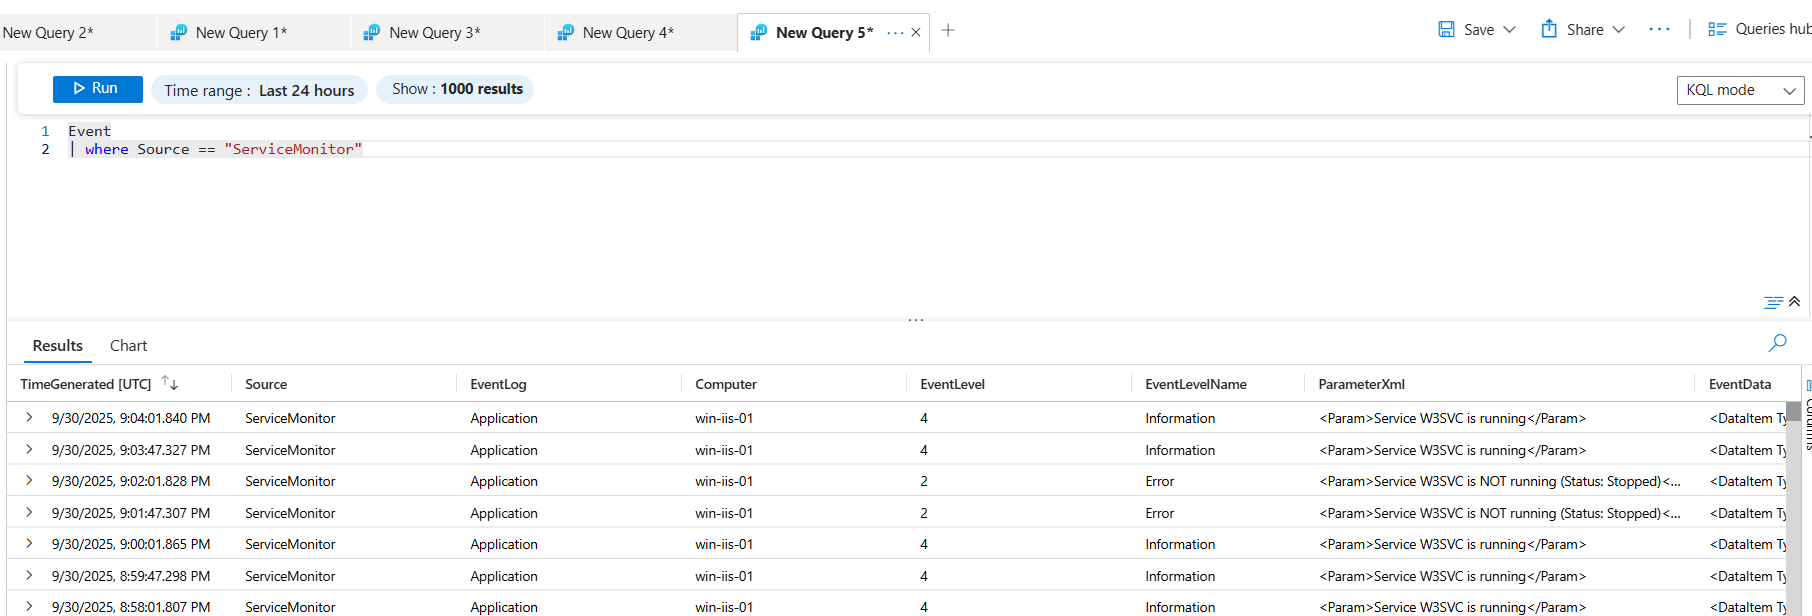 New Query 2* New Query 1* New Query 3* New Query 4* New Query 5* ··· × + Save Share ··· Queries hub
Run Time range : Last 24 hours Show : 1000 results KQL mode
1 Event
2 | where Source == "ServiceMonitor"
...
Results Chart
TimeGenerated [UTC] Source EventLog Computer EventLevel EventLevelName ParameterXml EventData
Columns
9/30/2025, 9:04:01.840 PM ServiceMonitor Application win-iis-01 4 Information <Param>Service W3SVC is running</Param> <DataItem Ty
9/30/2025, 9:03:47.327 PM ServiceMonitor Application win-iis-01 4 Information <Param>Service W3SVC is running</Param> <DataItem Ty
9/30/2025, 9:02:01.828 PM ServiceMonitor Application win-iis-01 2 Error <Param>Service W3SVC is NOT running (Status: Stopped)<... <DataItem Ty
9/30/2025, 9:01:47.307 PM ServiceMonitor Application win-iis-01 2 Error <Param>Service W3SVC is NOT running (Status: Stopped)<... <DataItem Ty
9/30/2025, 9:00:01.865 PM ServiceMonitor Application win-iis-01 4 Information <Param>Service W3SVC is running</Param> <DataItem Ty
9/30/2025, 8:59:47.298 PM ServiceMonitor Application win-iis-01 4 Information <Param>Service W3SVC is running</Param> <DataItem Ty
9/30/2025, 8:58:01.807 PM ServiceMonitor Application win-iis-01 4 Information <Param>Service W3SVC is running</Param> <DataItem Ty